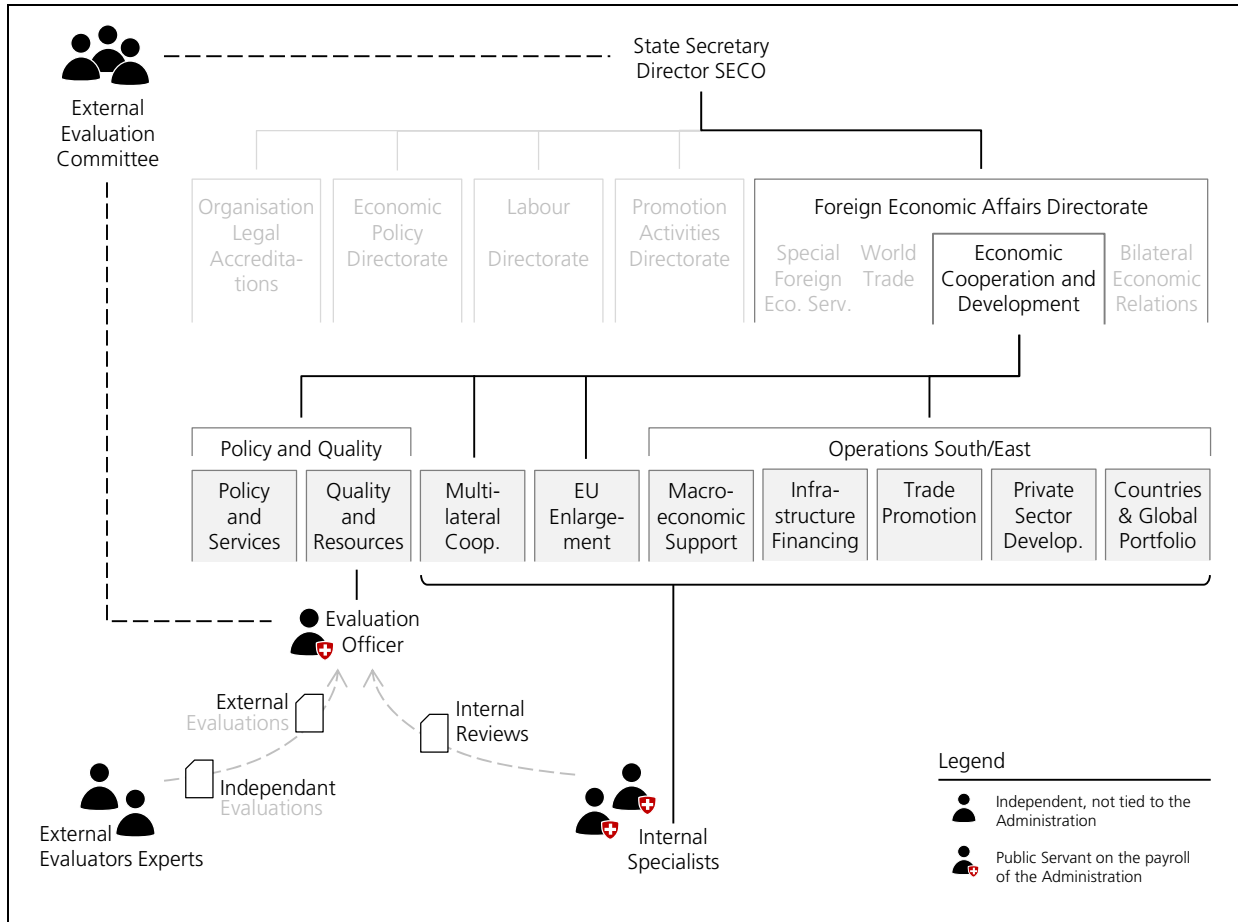 State Secretary
Director SECO
External
Evaluation
Committee
Organisation
Legal
Accredita-
tions
Economic
Policy
Directorate
Labour
Directorate
Promotion
Activities
Directorate
Foreign Economic Affairs Directorate
Special
Foreign
Eco. Serv.
World
Trade
Economic
Cooperation and
Development
Bilateral
Economic
Relations
Policy and Quality
Operations South/East
Policy
and
Services
Quality
and
Resources
Multi-
lateral
Coop.
EU
Enlarge-
ment
Macro-
economic
Support
Infra-
structure
Financing
Trade
Promotion
Private
Sector
Develop.
Countries
& Global
Portfolio
Evaluation
Officer
External
Evaluations
Internal
Reviews
Independant
Evaluations
External
Evaluators Experts
Internal
Specialists
Legend
Independent, not tied to the
Administration
Public Servant on the payroll
of the Administration